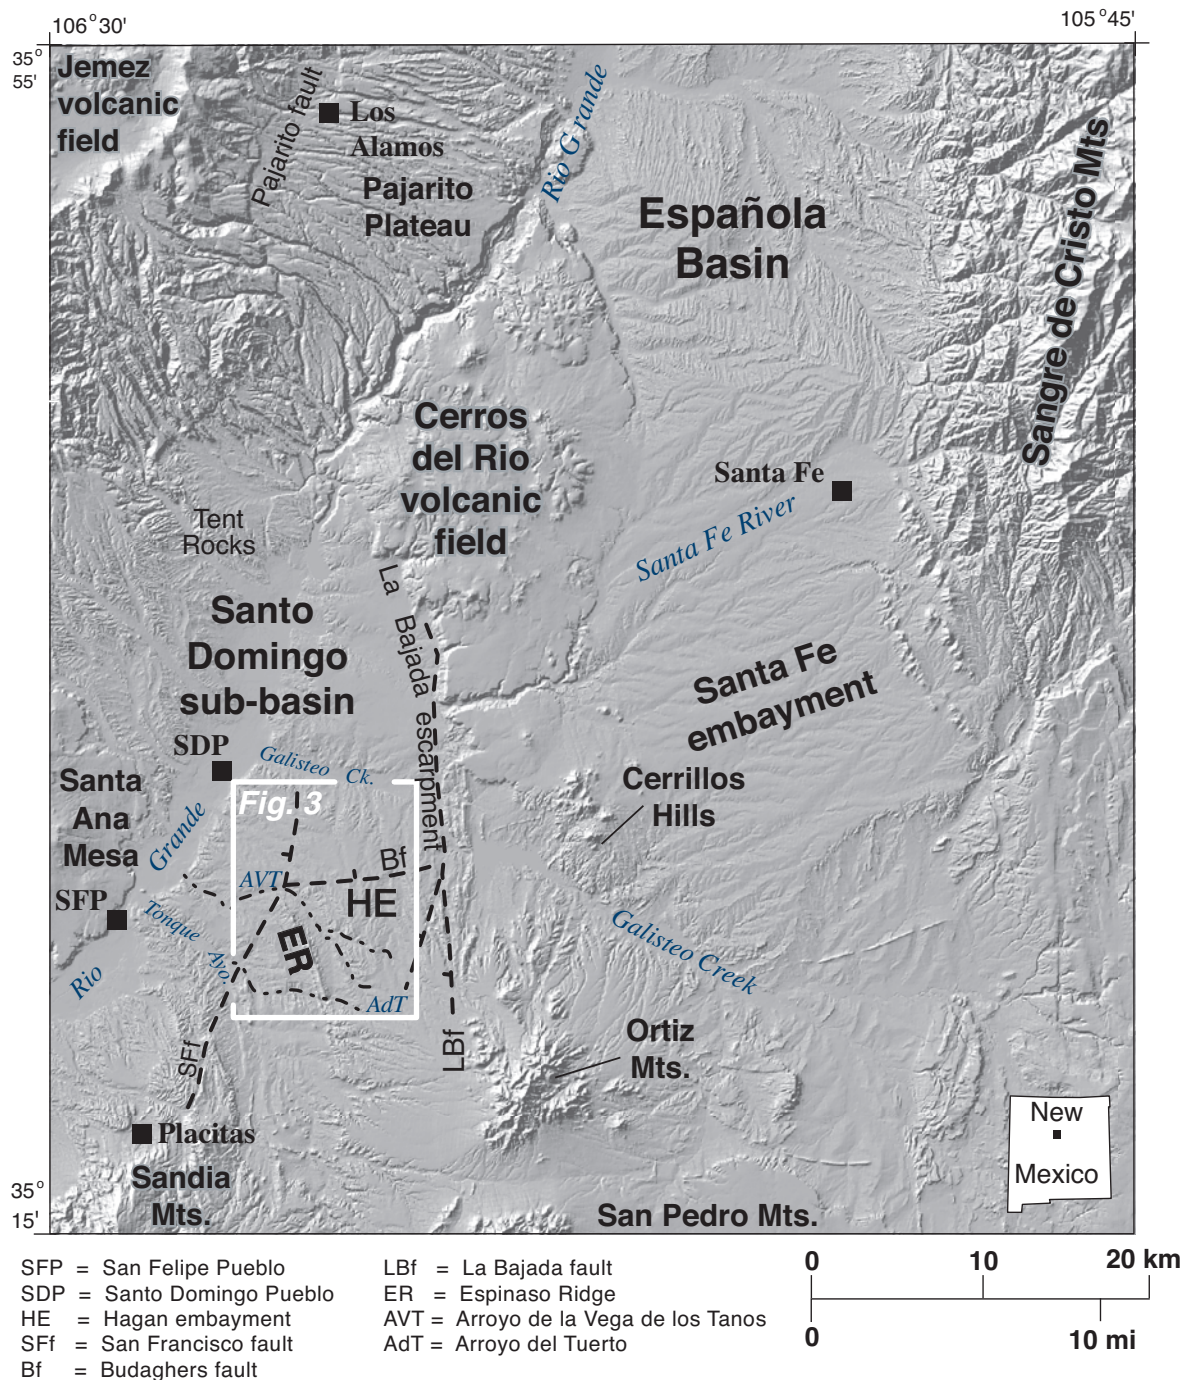 106°30'
105°45'
35°
55'
Jemez
volcanic
field
Pajarito fault
Los
Alamos
Pajarito
Plateau
Rio Grande
Española
Basin
Sangre de Cristo Mts
Cerros
del Rio
volcanic
field
Santa Fe
Santa Fe River
Tent
Rocks
La Bajada escarpment
Santo
Domingo
sub-basin
Santa Fe
embayment
SDP
Galisteo Ck.
Santa
Ana
Mesa
Grande
Fig. 3
Cerrillos
Hills
Bf
AVT
HE
SFP
Tonque
Ayo.
ER
Galisteo Creek
Rio
AdT
Ortiz
Mts.
LBf
SFf
Placitas
Sandia
Mts.
San Pedro Mts.
New
Mexico
35°
15'
SFP = San Felipe Pueblo
SDP = Santo Domingo Pueblo
HE = Hagan embayment
SFf = San Francisco fault
Bf = Budaghers fault
LBf = La Bajada fault
ER = Espinaso Ridge
AVT = Arroyo de la Vega de los Tanos
AdT = Arroyo del Tuerto
0 10 20 km
0 10 mi